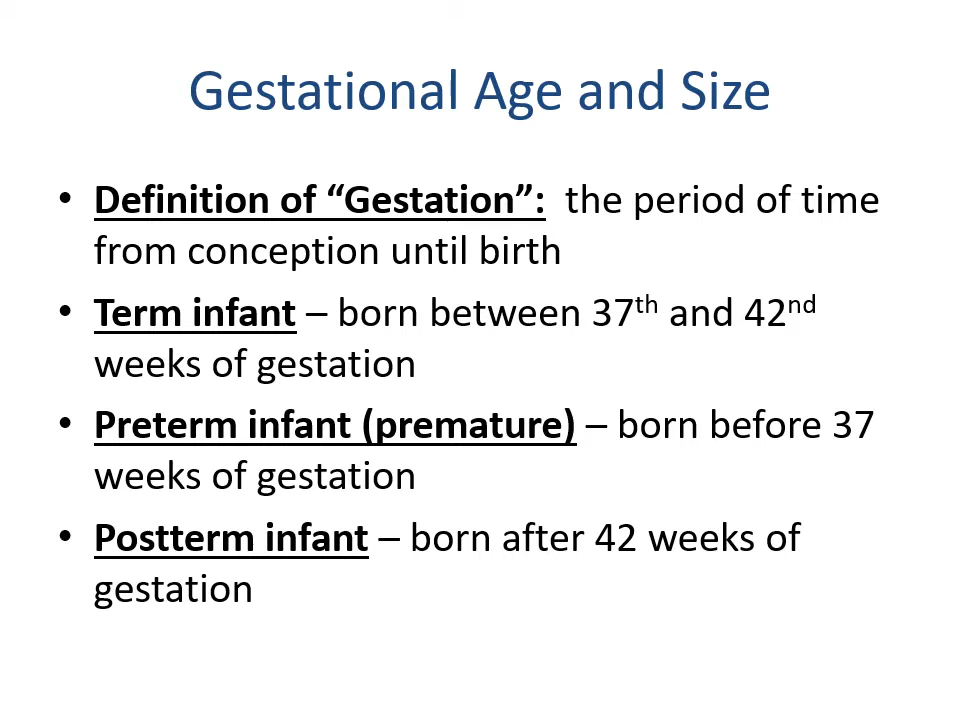 Gestational Age and Size
• Definition of “Gestation”:  the period of time
from conception until birth
• Term infant – born between 37th and 42nd
weeks of gestation
• Preterm infant (premature) – born before 37
weeks of gestation
• Postterm infant – born after 42 weeks of
gestation